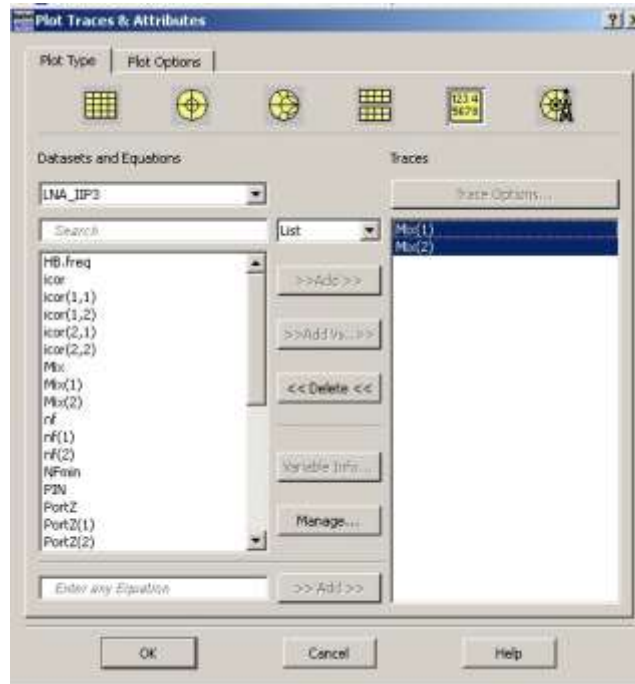 Plot Traces & Attributes
Plot Type
Plot Options
123.4
5678
Datasets and Equations
Traces
LNA_IIP3
Trace Options...
Search
List
Mix(1)
Mix(2)
HB.freq
icor
icor(1,1)
icor(1,2)
icor(2,1)
icor(2,2)
Mix
Mix(1)
Mix(2)
nf
nf(1)
nf(2)
NFmin
PIN
PortZ
PortZ(1)
PortZ(2)
>>Add >>
>>Add Vs...>>
<< Delete <<
Variable Info...
Manage...
Enter any Equation
>> Add >>
OK
Cancel
Help